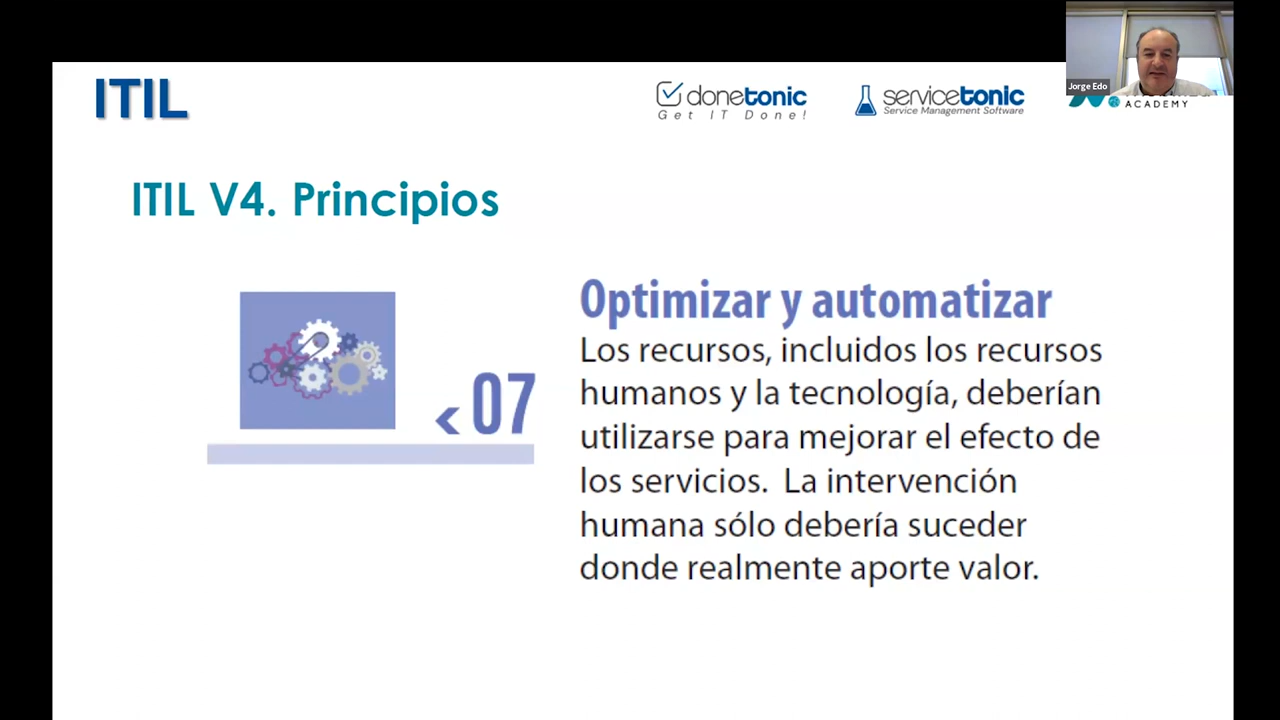 ITIL
donetonic
Get IT Done!
servicetonic
Service Management Software
ACADEMY
Jorge Edo
ITIL V4. Principios
< 07
Optimizar y automatizar
Los recursos, incluidos los recursos
humanos y la tecnología, deberían
utilizarse para mejorar el efecto de
los servicios. La intervención
humana sólo debería suceder
donde realmente aporte valor.